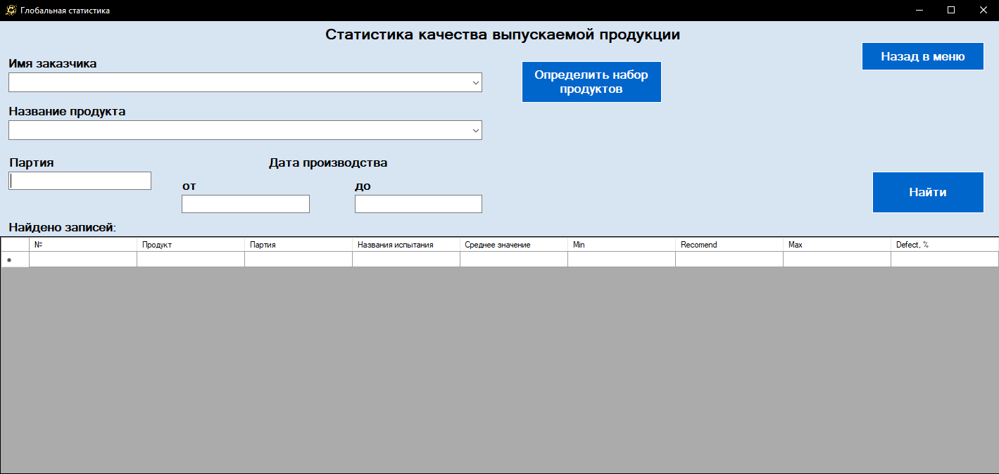 Глобальная статистика
Статистика качества выпускаемой продукции
Назад в меню
Имя заказчика
Определить набор
продуктов
Название продукта
Партия
Дата производства
от
до
Найти
Найдено записей:
№ Продукт Партия Названия испытания Среднее значение Min Recomend Max Defect, %